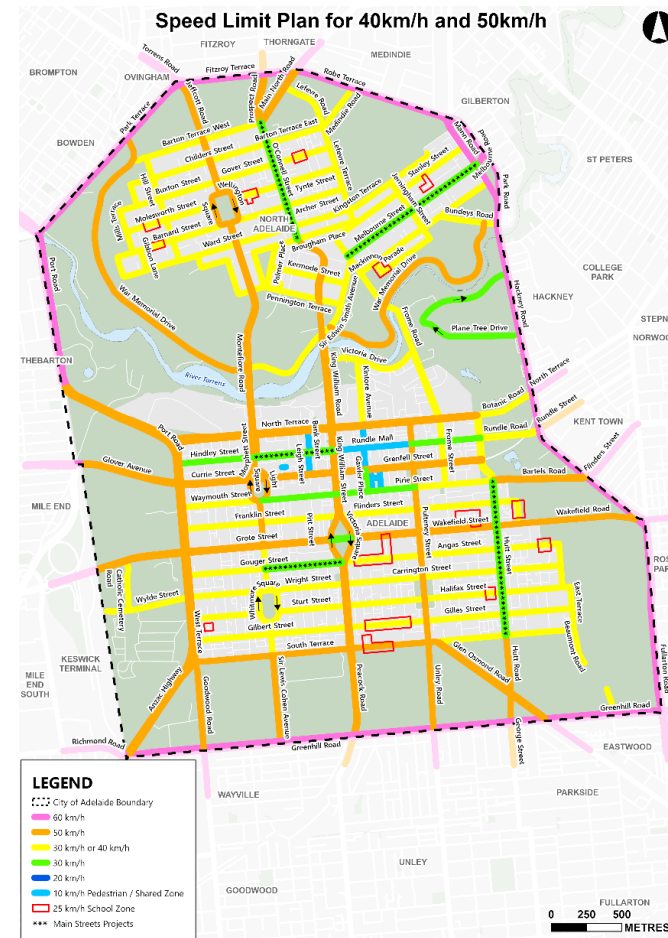 Speed Limit Plan for 40km/h and 50km/h
FITZROY
THORNGATE
MEDINDIE
Torrens Road
BROMPTON
OVINGHAM
Fitzroy Terrace
Robe Terrace
Jeffcott Road
Prospect Road
Main North Road
Lefevre Road
Medindie Road
GILBERTON
Park Terrace
BOWDEN
Barton Terrace West
Barton Terrace East
Mann Road
ST PETERS
Childers Street
Hill Street
Buxton Street
Gover Street
O'Connell Street
Lefevre Terrace
Stanley Street
Park Road
Molesworth Street
Wellington
Square
Tynte Street
Kingston Terrace
Jerningham Street
Mills Terrace
Barnard Street
Archer Street
Melbourne Street
Bundeys Road
Gibbon Lane
Ward Street
NORTH
ADELAIDE
Brougham Place
Palmer Place
Mackinnon
Parade
COLLEGE
PARK
Port Road
Kermode Street
Hackney Road
HACKNEY
War Memorial Drive
Pennington Terrace
War Memorial Drive
Sir Edwin Smith Avenue
Frome Road
Plane Tree Drive
STEPN
NORWOO
Montefiore Road
THEBARTON
River Torrens
Victoria Drive
King William Road
Kintore Avenue
North Terrace
Botanic Road
Rundle Street
Port Road
North Terrace
Rundle Mall
Rundle Road
KENT TOWN
Hindley Street
Leigh Street
Bank Street
Frome Street
Flinders Street
Glover Avenue
Currie Street
Light
Square
Gawler Place
Grenfell Street
Bartels Road
MILE END
Waymouth Street
King William Street
Pirie Street
Franklin Street
Flinders Street
Wakefield Road
Grote Street
Pitt Street
Victoria Square
ADELAIDE
Pulteney Street
Wakefield Street
Hutt Street
Gouger Street
Angas Street
Catholic Cemetery
Road
Wright Street
Carrington Street
Wylde Street
Whitmore
Square
Sturt Street
Halifax Street
East Terrace
West Terrace
Gilbert Street
Gilles Street
Beaumont Road
South Terrace
KESWICK
TERMINAL
MILE
END
SOUTH
Anzac Highway
Goodwood Road
Sir Lewis Cohen Avenue
Peacock Road
Unley Road
Glen Osmond Road
Hutt Road
Fullarton Road
Richmond Road
Greenhill Road
Greenhill Road
George Street
EASTWOOD
WAYVILLE
PARKSIDE
UNLEY
GOODWOOD
FULLARTON
LEGEND
City of Adelaide Boundary
60 km/h
50 km/h
30 km/h or 40 km/h
30 km/h
20 km/h
10 km/h Pedestrian / Shared Zone
25 km/h School Zone
Main Streets Projects
0 250 500
METRES